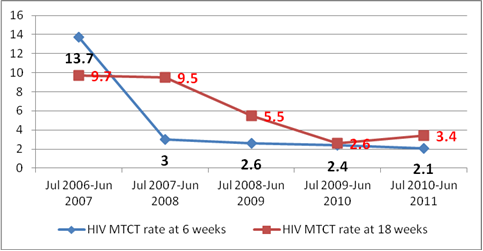 16
14
13.7
12
10
9.7
9.5
8
6
5.5
4
3
2.6
2.4
2.6
2.1
3.4
2
0
Jul 2006-Jun 2007
Jul 2007-Jun 2008
Jul 2008-Jun 2009
Jul 2009-Jun 2010
Jul 2010-Jun 2011
HIV MTCT rate at 6 weeks
HIV MTCT rate at 18 weeks